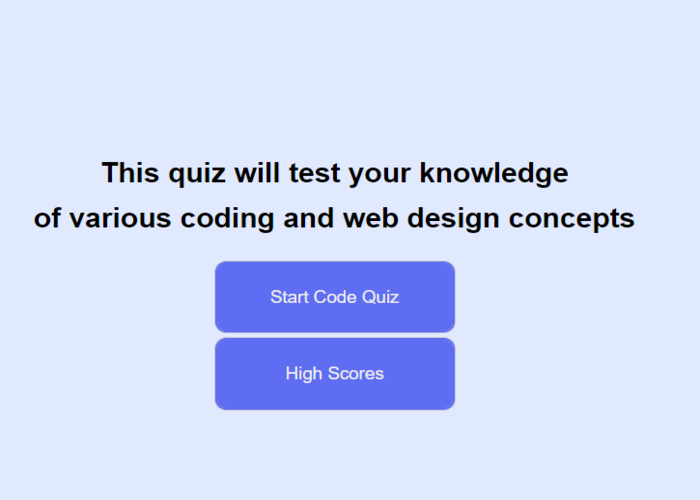 This quiz will test your knowledge
of various coding and web design concepts
Start Code Quiz
High Scores